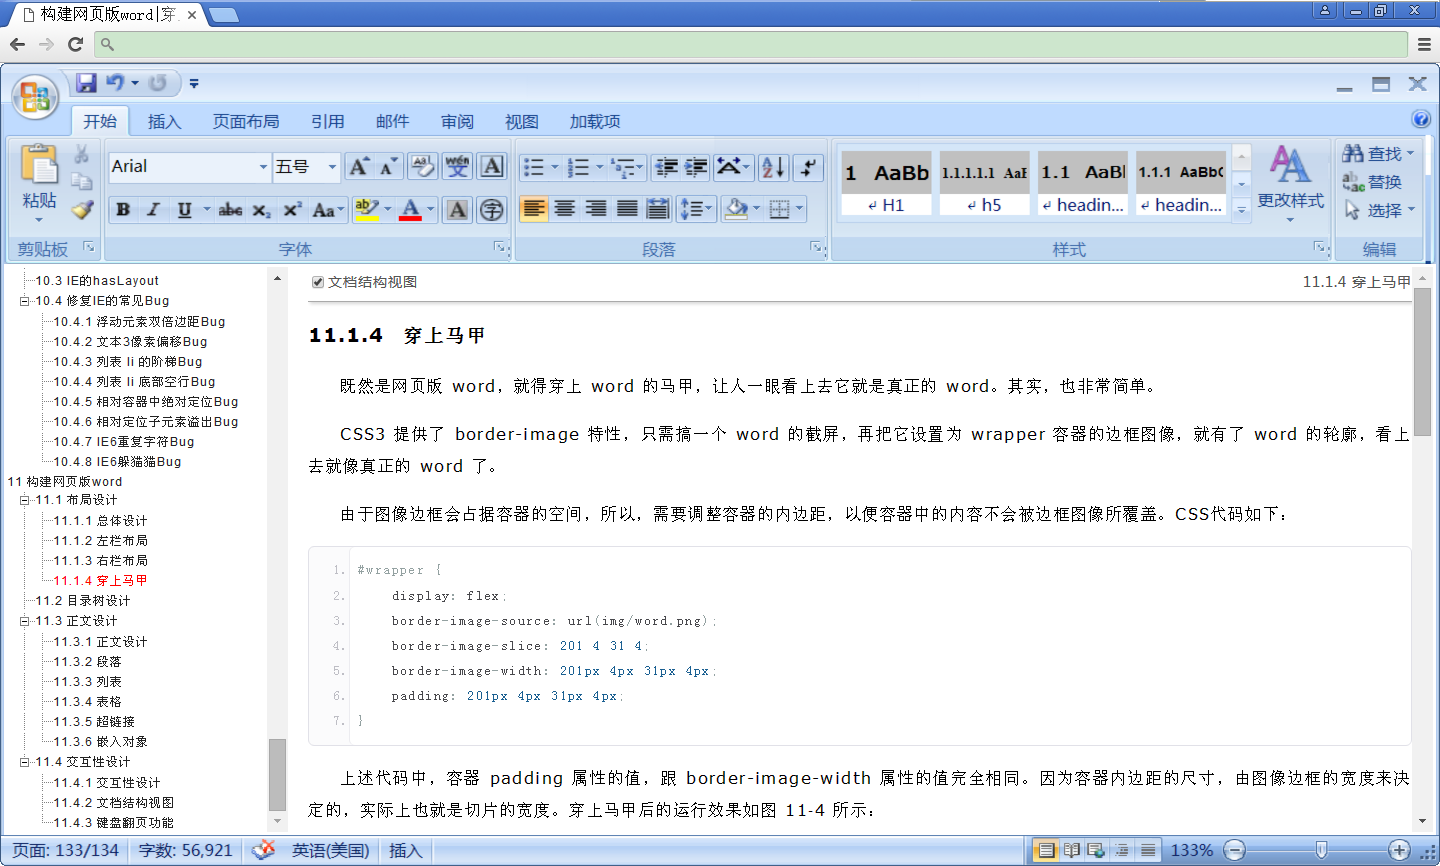 构建网页版word|穿
开始 插入 页面布局 引用 邮件 审阅 视图 加载项
粘贴
剪贴板
Arial 五号
字体
段落
1 AaBb 1.1.1.1.1 AaB 1.1 AaBl 1.1.1 AaBbC
↵ H1 ↵ h5 ↵ headin... ↵ headin...
更改样式
样式
查找
替换
选择
编辑
10.3 IE的hasLayout
10.4 修复IE的常见Bug
10.4.1 浮动元素双倍边距Bug
10.4.2 文本3像素偏移Bug
10.4.3 列表 li 的阶梯Bug
10.4.4 列表 li 底部空行Bug
10.4.5 相对容器中绝对定位Bug
10.4.6 相对定位子元素溢出Bug
10.4.7 IE6重复字符Bug
10.4.8 IE6躲猫猫Bug
11 构建网页版word
11.1 布局设计
11.1.1 总体设计
11.1.2 左栏布局
11.1.3 右栏布局
11.1.4 穿上马甲
11.2 目录树设计
11.3 正文设计
11.3.1 正文设计
11.3.2 段落
11.3.3 列表
11.3.4 表格
11.3.5 超链接
11.3.6 嵌入对象
11.4 交互性设计
11.4.1 交互性设计
11.4.2 文档结构视图
11.4.3 键盘翻页功能
文档结构视图 11.1.4 穿上马甲
11.1.4 穿上马甲
既然是网页版 word，就得穿上 word 的马甲，让人一眼看上去它就是真正的 word。其实，也非常简单。
CSS3 提供了 border-image 特性，只需搞一个 word 的截屏，再把它设置为 wrapper 容器的边框图像，就有了 word 的轮廓，看上
去就像真正的 word 了。
由于图像边框会占据容器的空间，所以，需要调整容器的内边距，以便容器中的内容不会被边框图像所覆盖。CSS代码如下：
1. #wrapper {
2. display: flex;
3. border-image-source: url(img/word.png);
4. border-image-slice: 201 4 31 4;
5. border-image-width: 201px 4px 31px 4px;
6. padding: 201px 4px 31px 4px;
7. }
上述代码中，容器 padding 属性的值，跟 border-image-width 属性的值完全相同。因为容器内边距的尺寸，由图像边框的宽度来决
定的，实际上也就是切片的宽度。穿上马甲后的运行效果如图 11-4 所示：
页面: 133/134 字数: 56,921 英语(美国) 插入 133%